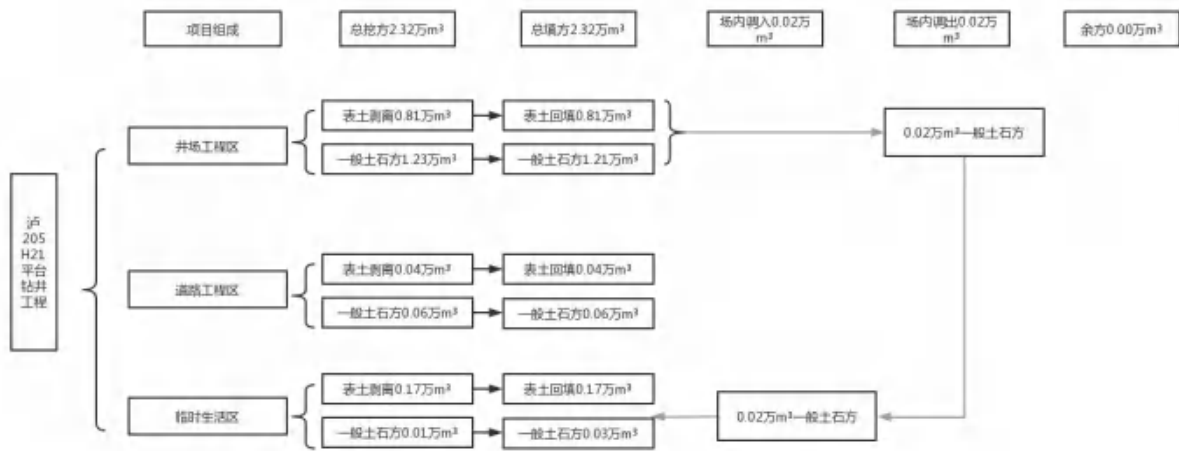 项目组成
总挖方2.32万m³
总填方2.32万m³
场内调入0.02万
m³
场内调出0.02万
m³
余方0.00万m³
表土剥离0.81万m³
表土回填0.81万m³
井场工程区
0.02万m³一般土石方
一般土石方1.23万m³
一般土石方1.21万m³
泸
205
H21
平台
钻井
工程
表土剥离0.04万m³
表土回填0.04万m³
道路工程区
一般土石方0.06万m³
一般土石方0.06万m³
表土剥离0.17万m³
表土回填0.17万m³
临时生活区
0.02万m³一般土石方
一般土石方0.01万m³
一般土石方0.03万m³